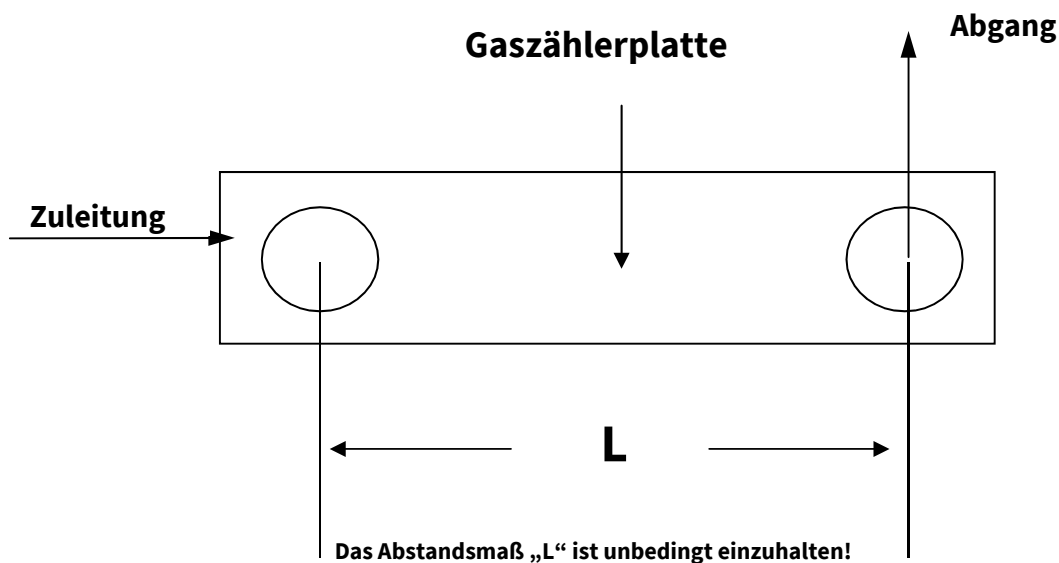 Abgang
Gaszählerplatte
Zuleitung
L
Das Abstandsmaß „L“ ist unbedingt einzuhalten!